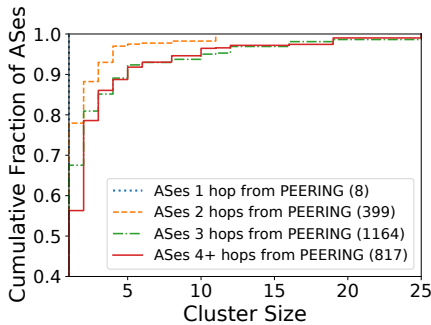 Cumulative Fraction of ASes
1.0
0.9
0.8
0.7
0.6
0.5
0.4
ASes 1 hop from PEERING (8)
ASes 2 hops from PEERING (399)
ASes 3 hops from PEERING (1164)
ASes 4+ hops from PEERING (817)
5 10 15 20 25
Cluster Size